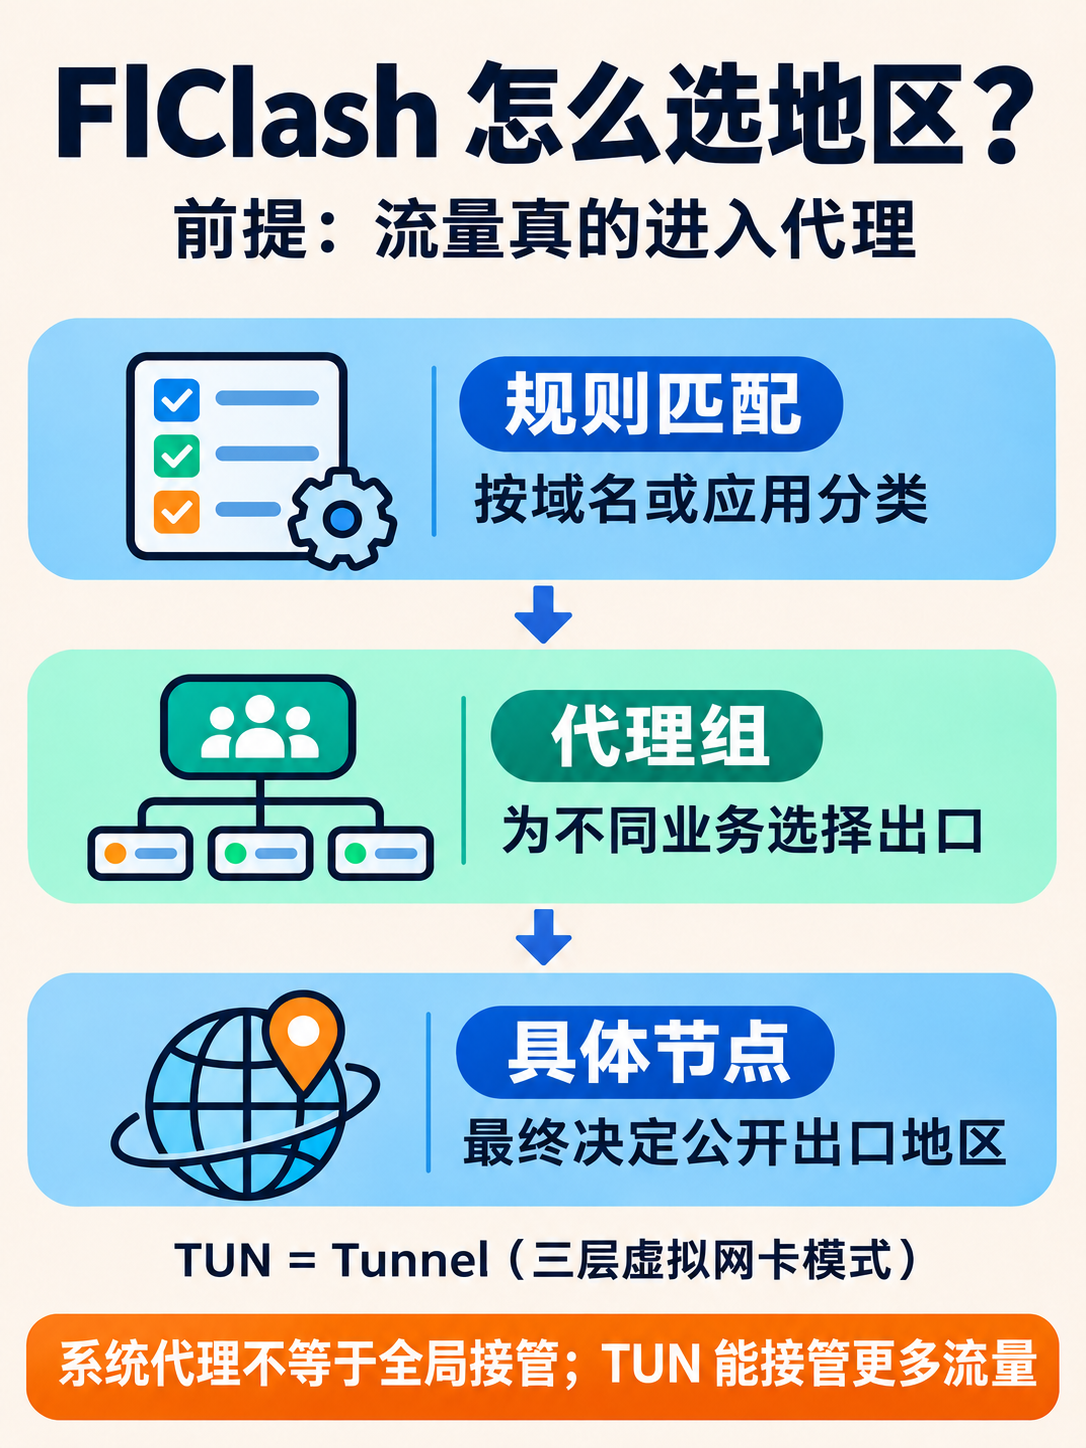 FlClash 怎么选地区？
前提：流量真的进入代理
规则匹配
按域名或应用分类
代理组
为不同业务选择出口
具体节点
最终决定公开出口地区
TUN = Tunnel（三层虚拟网卡模式）
系统代理不等于全局接管；TUN 能接管更多流量